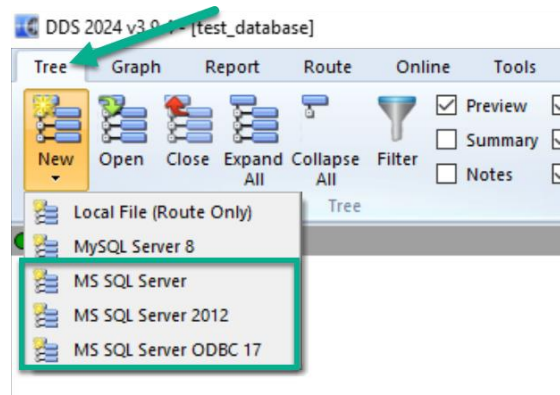 DDS 2024 v3.9.4 - [test_database]
Tree Graph Report Route Online Tools
New Open Close Expand All Collapse All Filter
Preview
Summary
Notes
Tree
Local File (Route Only)
MySQL Server 8
MS SQL Server
MS SQL Server 2012
MS SQL Server ODBC 17